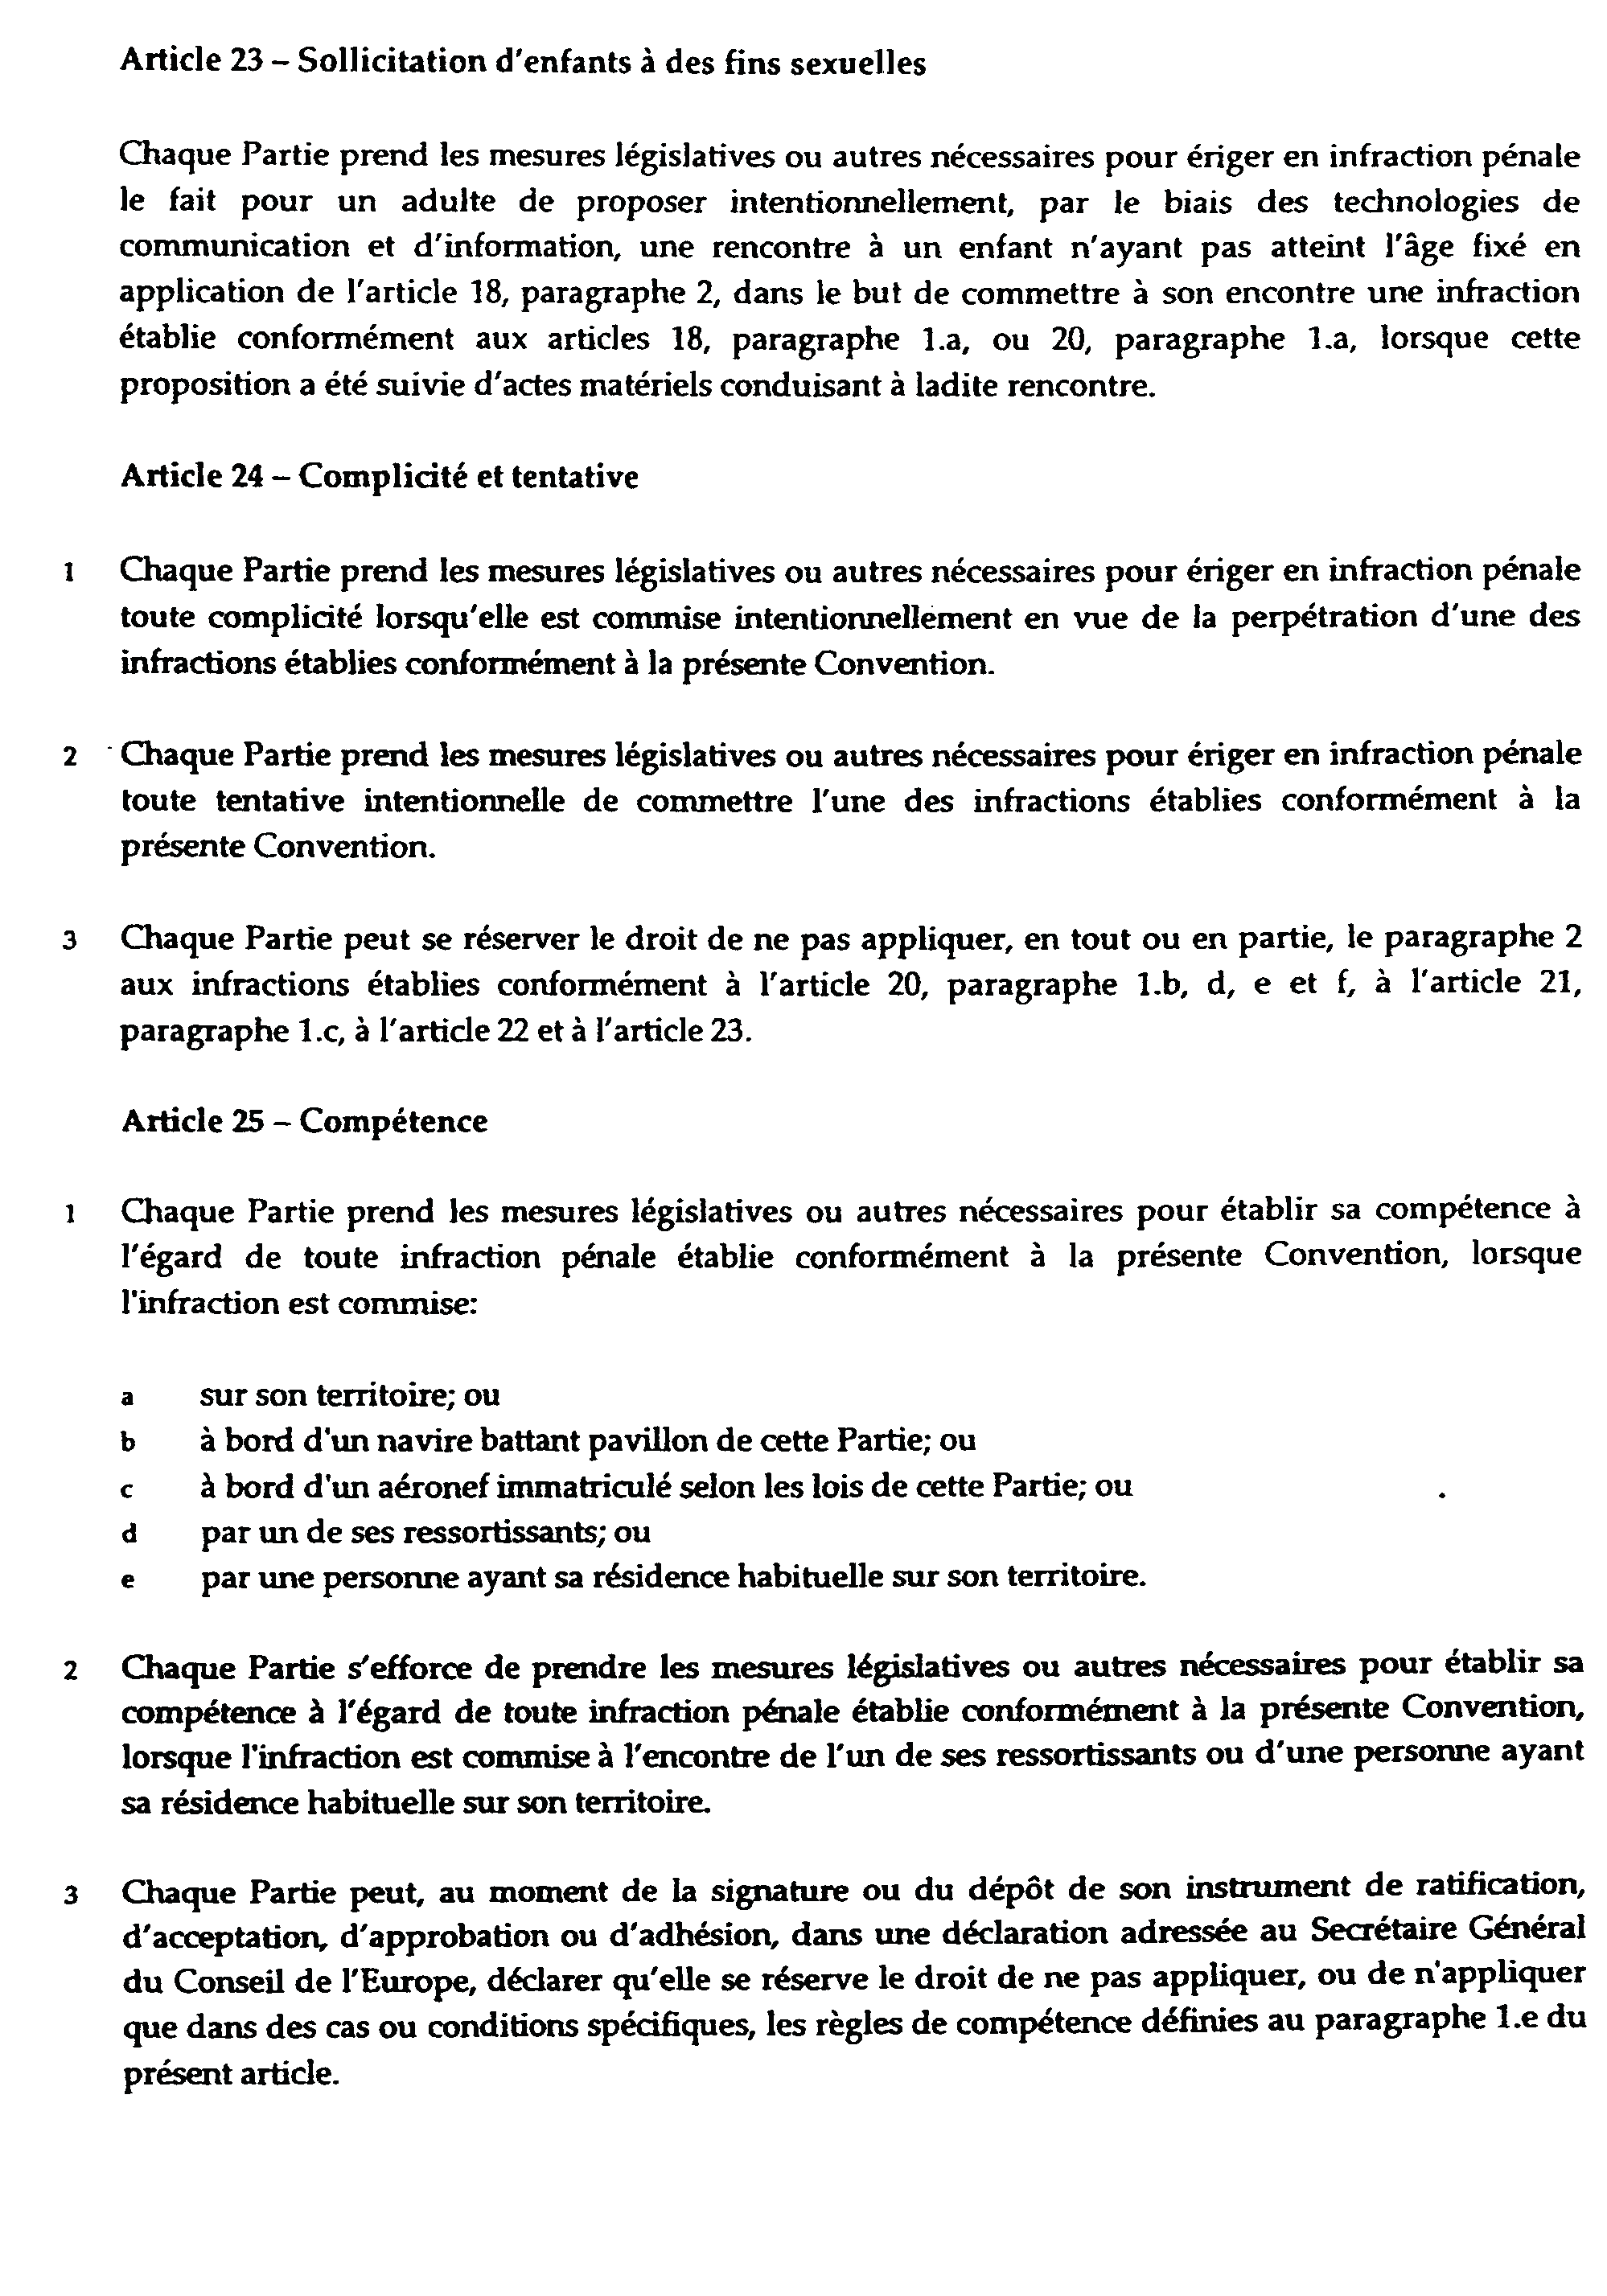 Article 23 – Sollicitation d'enfants à des fins sexuelles
Chaque Partie prend les mesures législatives ou autres nécessaires pour ériger en infraction pénale
le fait pour un adulte de proposer intentionnellement, par le biais des technologies de
communication et d'information, une rencontre à un enfant n'ayant pas atteint l'âge fixé en
application de l'article 18, paragraphe 2, dans le but de commettre à son encontre une infraction
établie conformément aux articles 18, paragraphe 1.a, ou 20, paragraphe 1.a, lorsque cette
proposition a été suivie d'actes matériels conduisant à ladite rencontre.
Article 24 – Complicité et tentative
1 Chaque Partie prend les mesures législatives ou autres nécessaires pour ériger en infraction pénale
toute complicité lorsqu'elle est commise intentionnellement en vue de la perpétration d'une des
infractions établies conformément à la présente Convention.
2 Chaque Partie prend les mesures législatives ou autres nécessaires pour ériger en infraction pénale
toute tentative intentionnelle de commettre l'une des infractions établies conformément à la
présente Convention.
3 Chaque Partie peut se réserver le droit de ne pas appliquer, en tout ou en partie, le paragraphe 2
aux infractions établies conformément à l'article 20, paragraphe 1.b, d, e et f, à l'article 21,
paragraphe 1.c, à l'article 22 et à l'article 23.
Article 25 – Compétence
1 Chaque Partie prend les mesures législatives ou autres nécessaires pour établir sa compétence à
l'égard de toute infraction pénale établie conformément à la présente Convention, lorsque
l'infraction est commise:
a sur son territoire; ou
b à bord d'un navire battant pavillon de cette Partie; ou
c à bord d'un aéronef immatriculé selon les lois de cette Partie; ou
d par un de ses ressortissants; ou
e par une personne ayant sa résidence habituelle sur son territoire.
2 Chaque Partie s'efforce de prendre les mesures législatives ou autres nécessaires pour établir sa
compétence à l'égard de toute infraction pénale établie conformément à la présente Convention,
lorsque l'infraction est commise à l'encontre de l'un de ses ressortissants ou d'une personne ayant
sa résidence habituelle sur son territoire.
3 Chaque Partie peut, au moment de la signature ou du dépôt de son instrument de ratification,
d'acceptation, d'approbation ou d'adhésion, dans une déclaration adressée au Secrétaire Général
du Conseil de l'Europe, déclarer qu'elle se réserve le droit de ne pas appliquer, ou de n'appliquer
que dans des cas ou conditions spécifiques, les règles de compétence définies au paragraphe 1.e du
présent article.